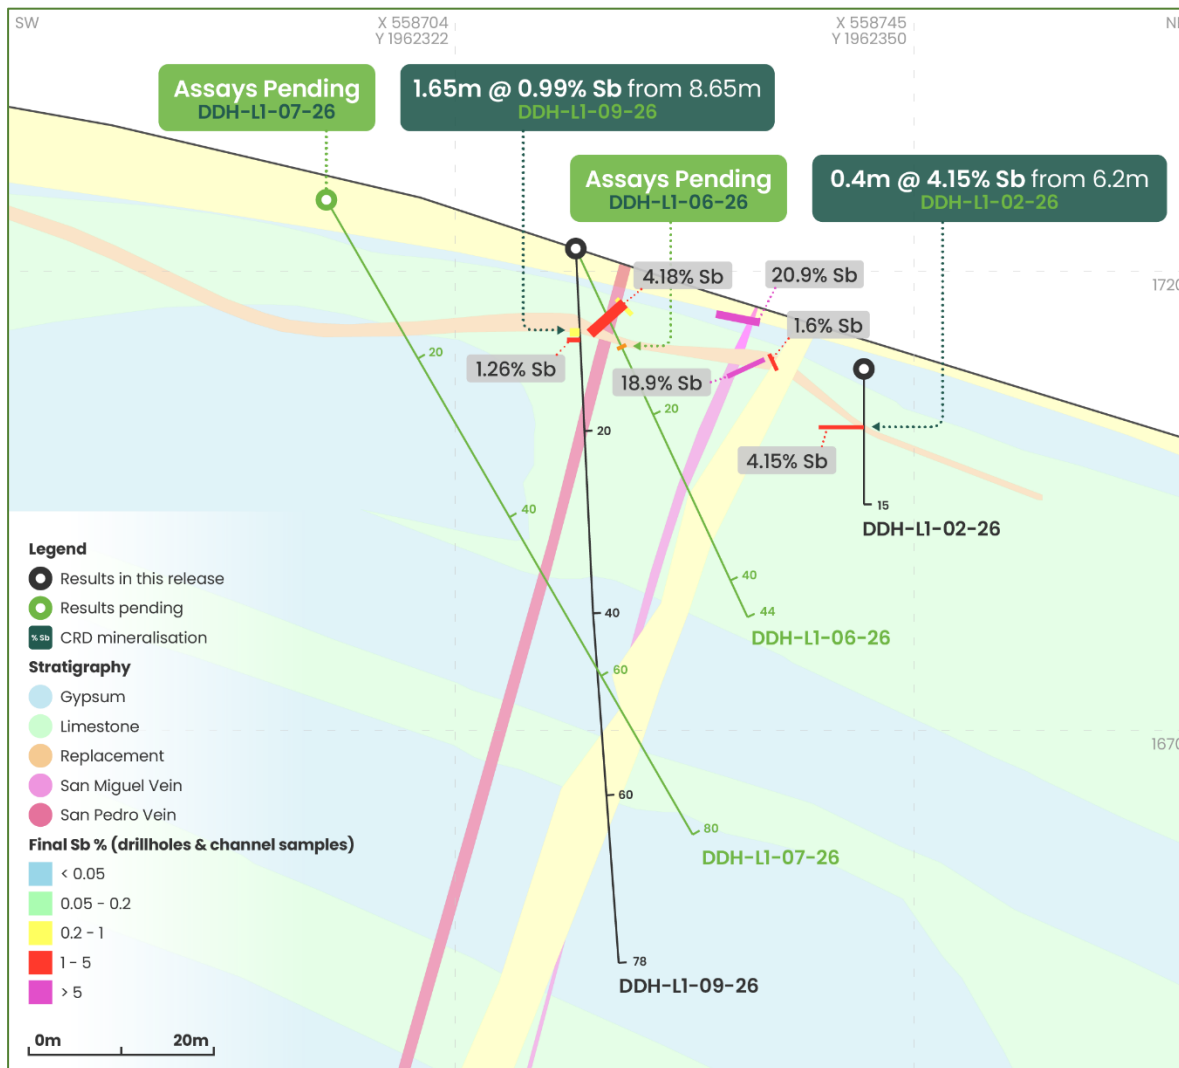 SW
X 558704
Y 1962322
X 558745
Y 1962350
Assays Pending
DDH-L1-07-26
1.65m @ 0.99% Sb from 8.65m
DDH-L1-09-26
Assays Pending
DDH-L1-06-26
0.4m @ 4.15% Sb from 6.2m
DDH-L1-02-26
4.18% Sb
20.9% Sb
1720
1.6% Sb
1.26% Sb
18.9% Sb
20
20
20
4.15% Sb
15
DDH-L1-02-26
40
40
44
DDH-L1-06-26
40
60
1670
60
80
DDH-L1-07-26
78
DDH-L1-09-26
Legend
Results in this release
Results pending
% Sb
CRD mineralisation
Stratigraphy
Gypsum
Limestone
Replacement
San Miguel Vein
San Pedro Vein
Final Sb % (drillholes & channel samples)
< 0.05
0.05 - 0.2
0.2 - 1
1 - 5
> 5
0m 20m